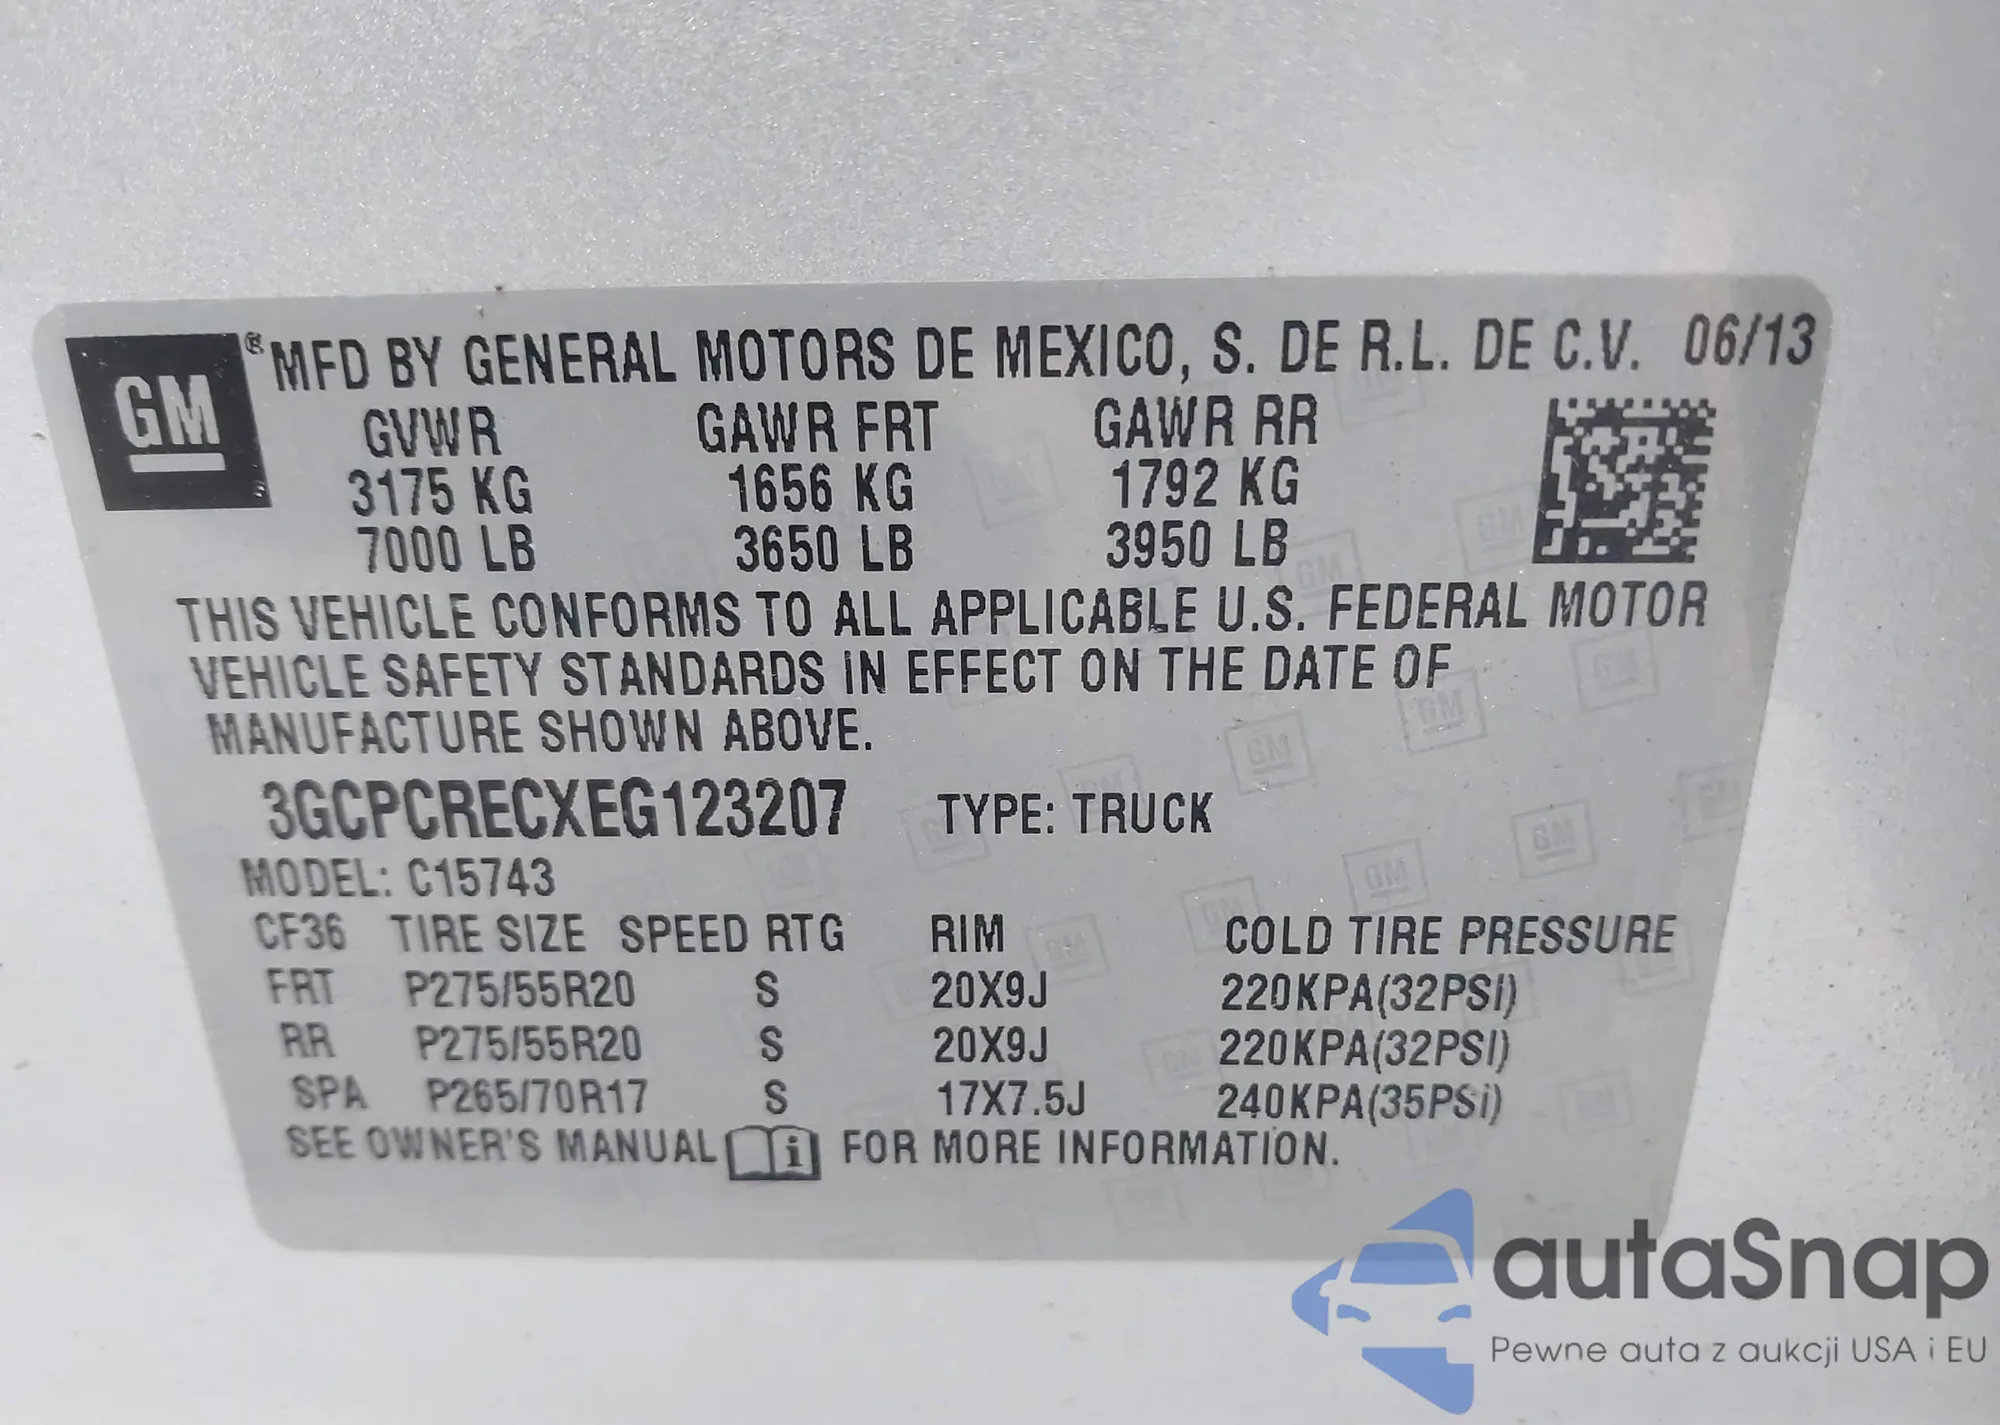 GM® MFD BY GENERAL MOTORS DE MEXICO, S. DE R.L. DE C.V. 06/13
GVWR GAWR FRT GAWR RR
3175 KG 1656 KG 1792 KG
7000 LB 3650 LB 3950 LB
THIS VEHICLE CONFORMS TO ALL APPLICABLE U.S. FEDERAL MOTOR
VEHICLE SAFETY STANDARDS IN EFFECT ON THE DATE OF
MANUFACTURE SHOWN ABOVE.
3GCPCRECXEG123207 TYPE: TRUCK
MODEL: C15743
CF36 TIRE SIZE SPEED RTG RIM COLD TIRE PRESSURE
FRT P275/55R20 S 20X9J 220KPA(32PSI)
RR P275/55R20 S 20X9J 220KPA(32PSI)
SPA P265/70R17 S 17X7.5J 240KPA(35PSI)
SEE OWNER'S MANUAL i FOR MORE INFORMATION.
autaSnap
Pewne auta z aukcji USA i EU